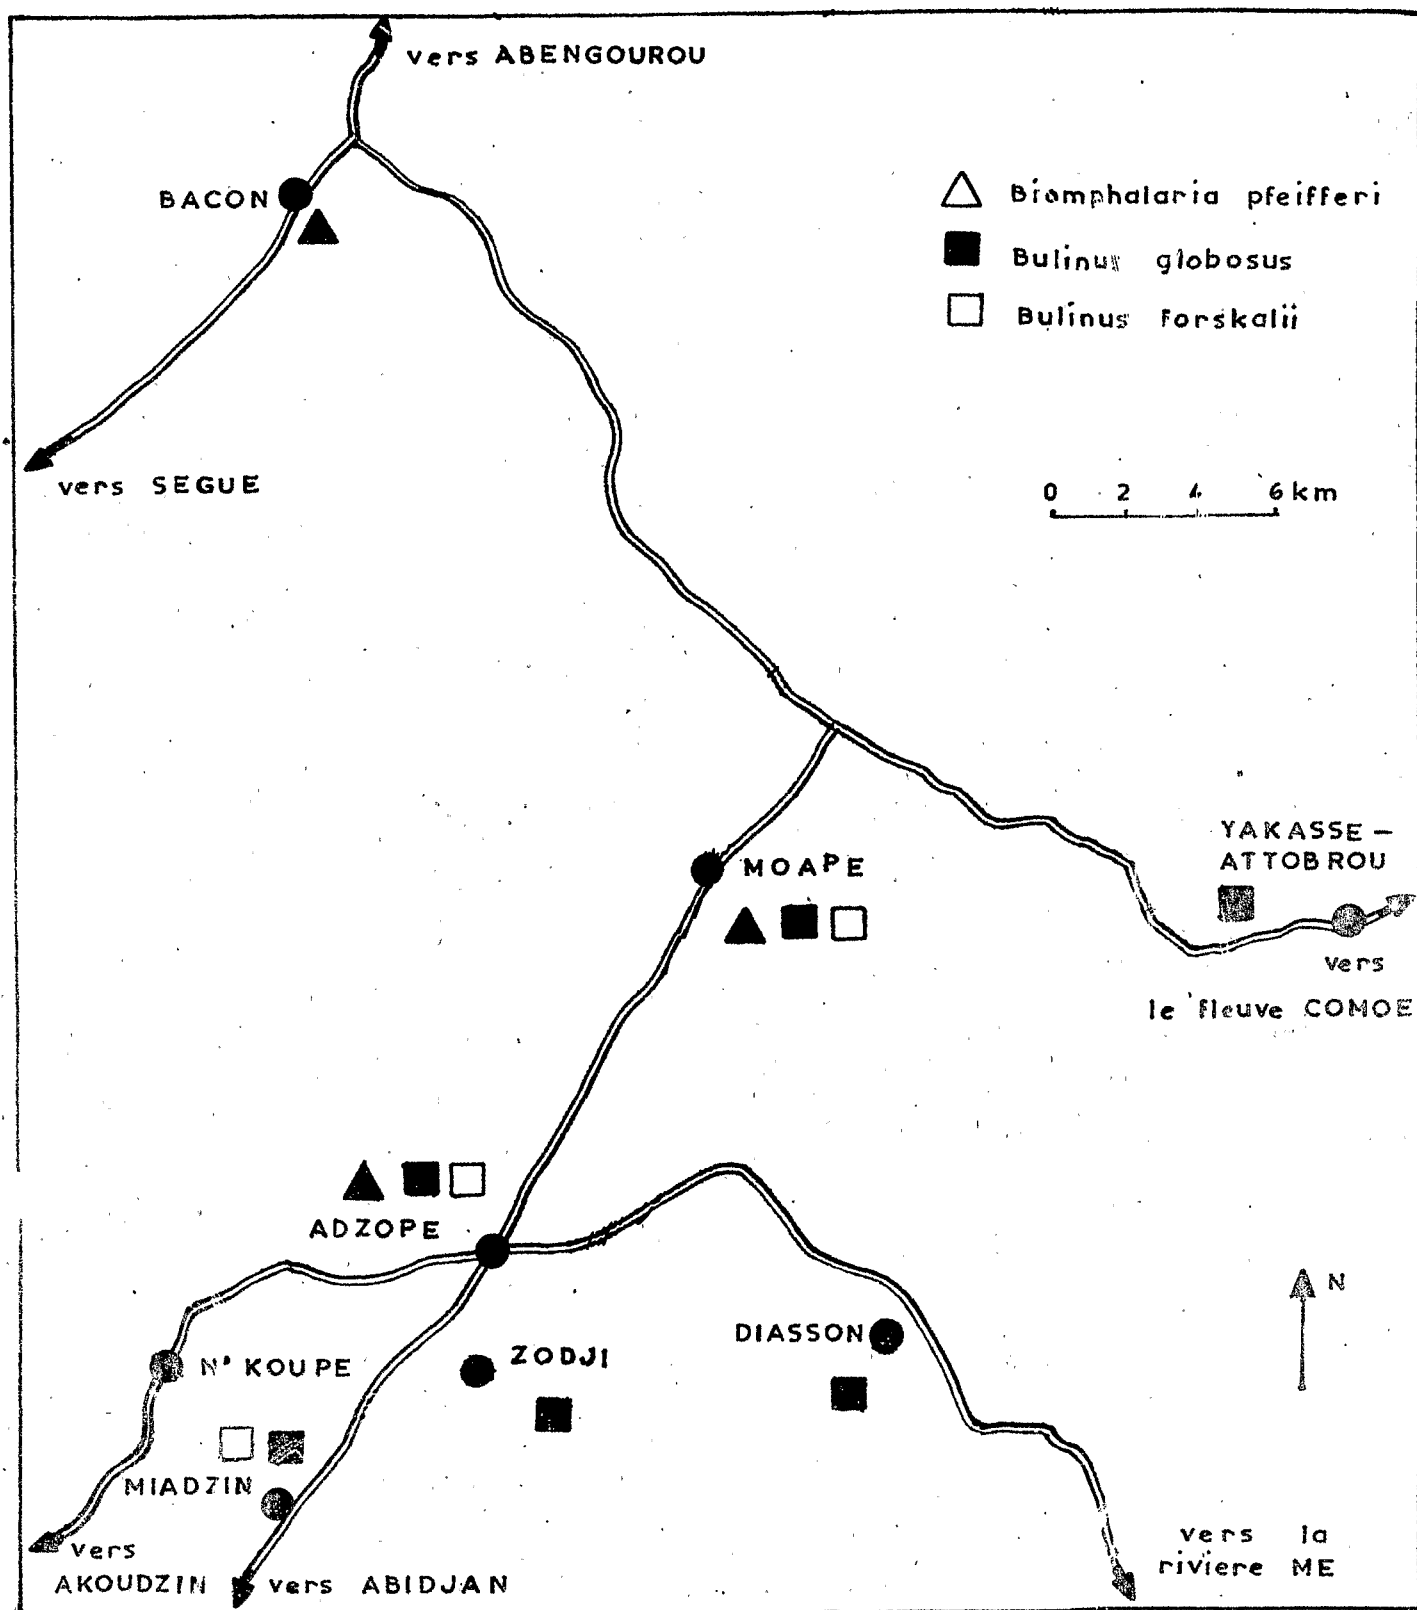 vers ABENGOUROU
BACON
Biomphalaria pfeifferi
Bulinus globosus
Bulinus forskalii
vers SEGUE
0 2 4 6 km
YAKASSE-
ATTOBROU
MOAPE
vers
le fleuve COMOE
ADZOPE
N
DIASSON
ZODJI
N'KOUPE
MIADZIN
vers
AKOUDZIN
vers ABIDJAN
vers la
riviere ME